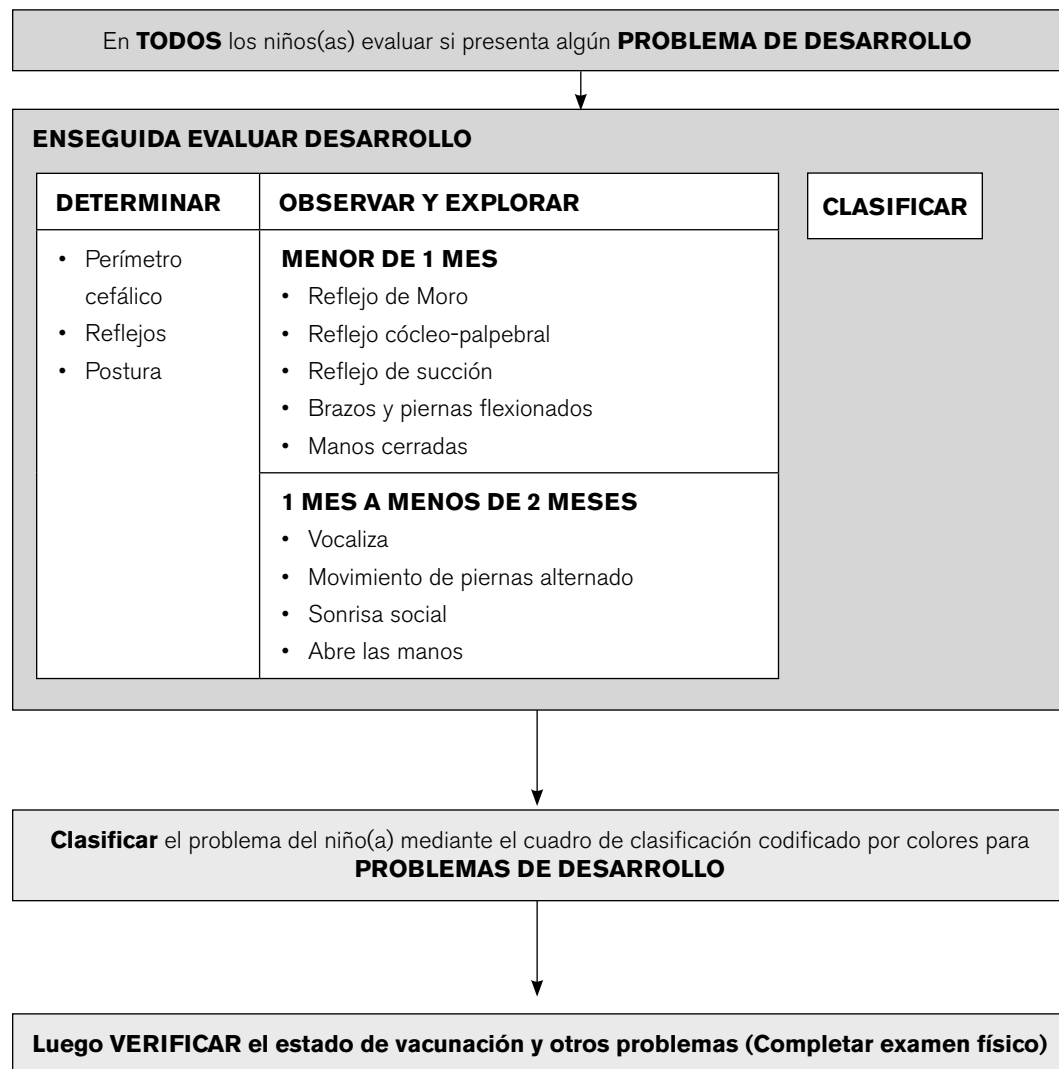 En TODOS los niños(as) evaluar si presenta algún PROBLEMA DE DESARROLLO
ENSEGUIDA EVALUAR DESARROLLO
DETERMINAR
• Perímetro
cefálico
• Reflejos
• Postura
OBSERVAR Y EXPLORAR
MENOR DE 1 MES
• Reflejo de Moro
• Reflejo cócleo-palpebral
• Reflejo de succión
• Brazos y piernas flexionados
• Manos cerradas
1 MES A MENOS DE 2 MESES
• Vocaliza
• Movimiento de piernas alternado
• Sonrisa social
• Abre las manos
CLASIFICAR
Clasificar el problema del niño(a) mediante el cuadro de clasificación codificado por colores para
PROBLEMAS DE DESARROLLO
Luego VERIFICAR el estado de vacunación y otros problemas (Completar examen físico)